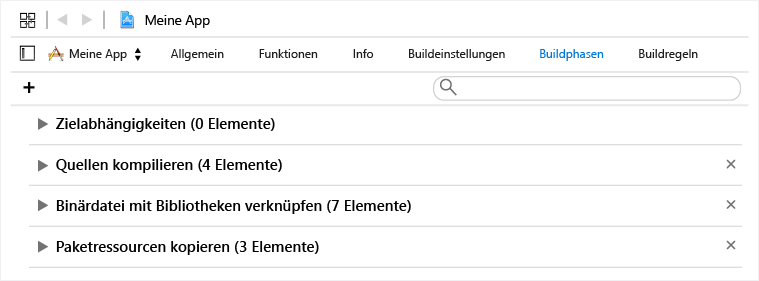 Meine App
Meine App Allgemein Funktionen Info Buildeinstellungen Buildphasen Buildregeln
+
Zielabhängigkeiten (0 Elemente)
Quellen kompilieren (4 Elemente)
Binärdatei mit Bibliotheken verknüpfen (7 Elemente)
Paketressourcen kopieren (3 Elemente)